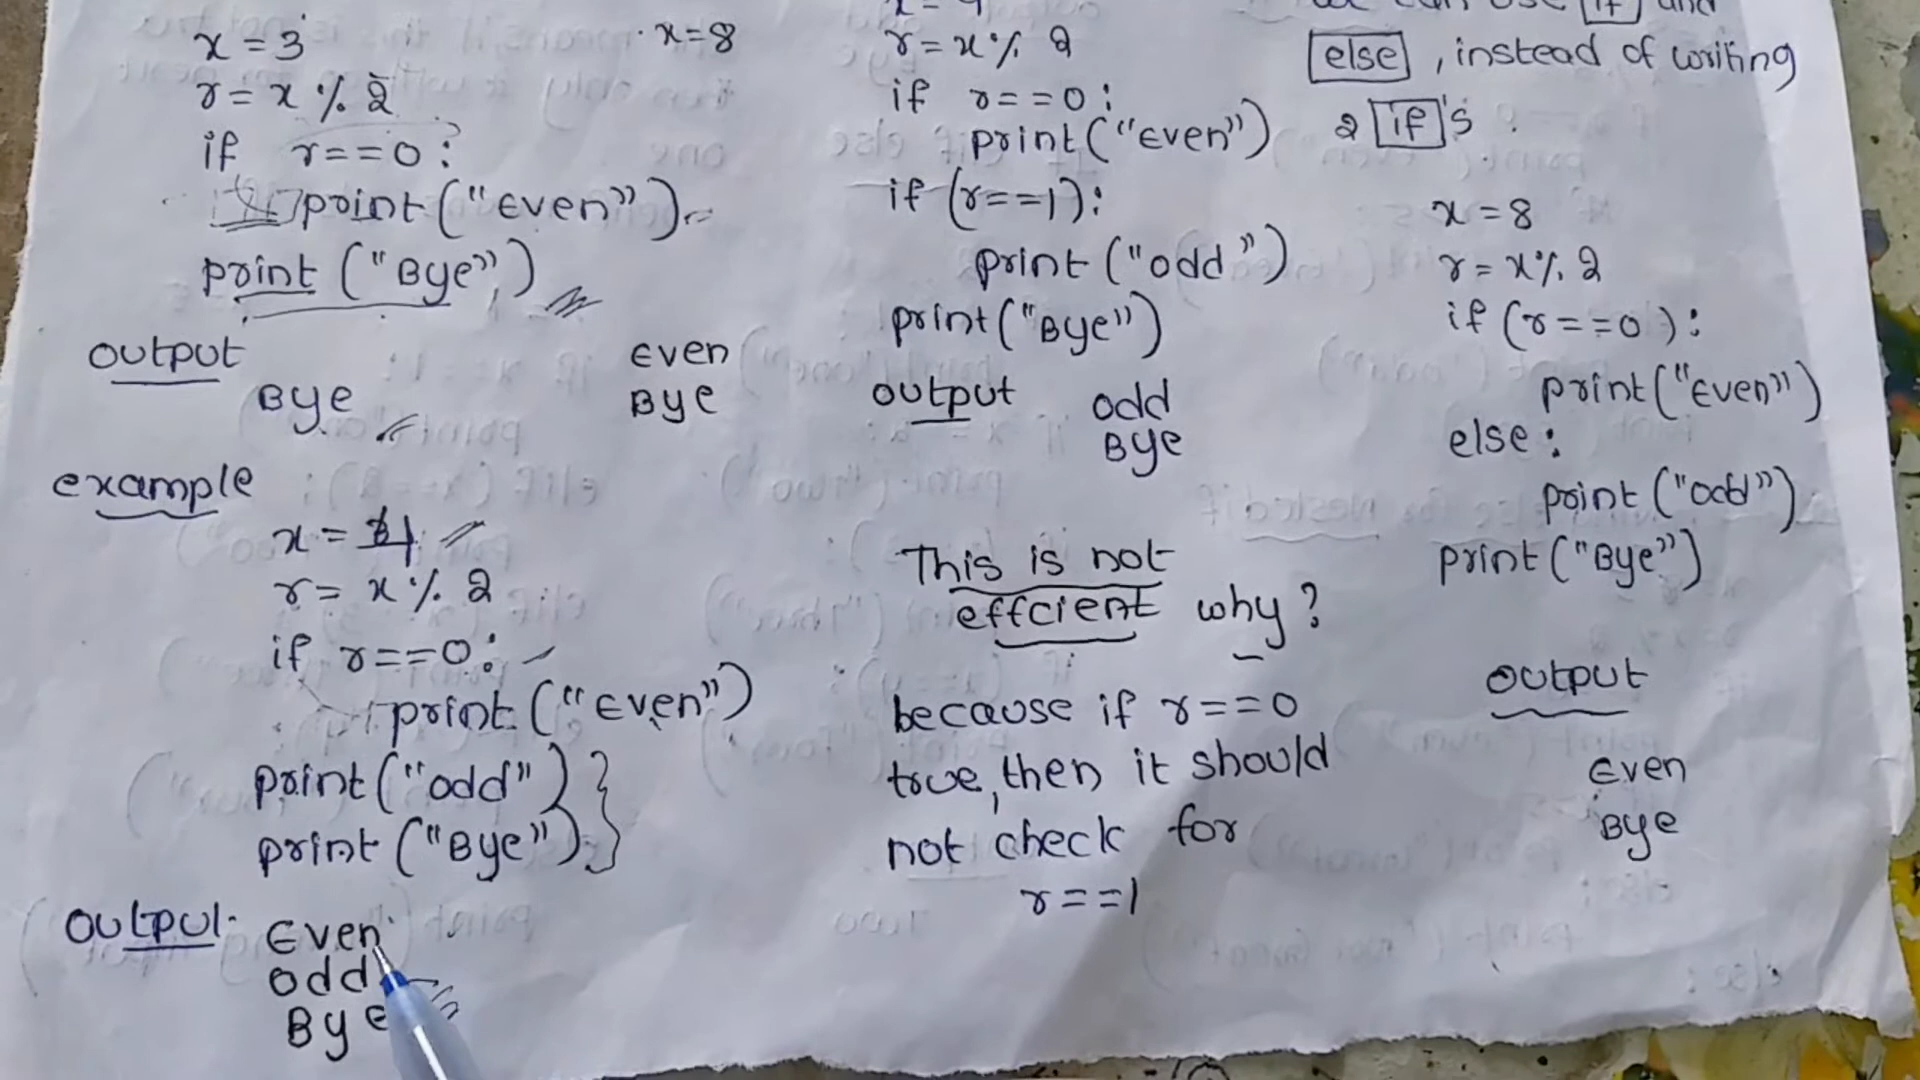 x = 3
r = x % 2
if r==0:
print("Even")
print("Bye")
x=8
output
Bye
Even
Bye
example
r = x % 2
if r==0:
print("Even")
print("odd")
print("Bye")
output
Even
odd
Bye
r = x % 2
if r==0:
print("Even")
if (r==1):
print("odd")
print("Bye")
output
odd
Bye
This is not
effcient why?
because if r==0
true, then it should
not check for
r==1
else, instead of writing
2 if's
x = 8
r = x % 2
if (r==0):
print("Even")
else:
print("odd")
print("Bye")
output
Even
Bye